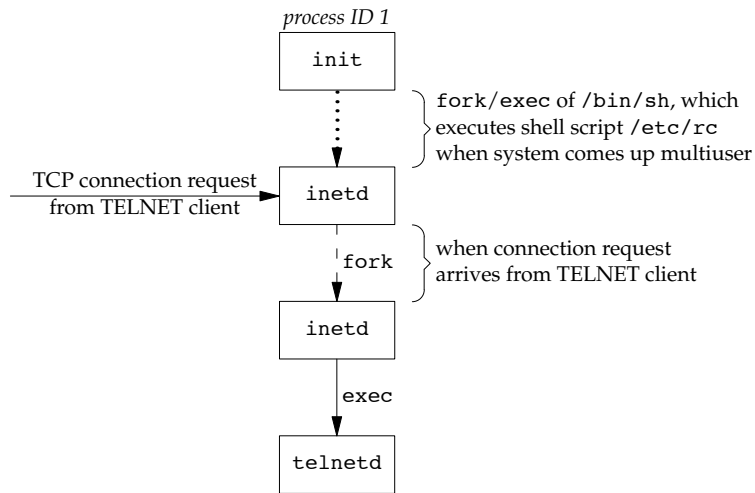 process ID 1
init
fork/exec of /bin/sh, which
executes shell script /etc/rc
when system comes up multiuser
TCP connection request
from TELNET client
inetd
fork
when connection request
arrives from TELNET client
inetd
exec
telnetd